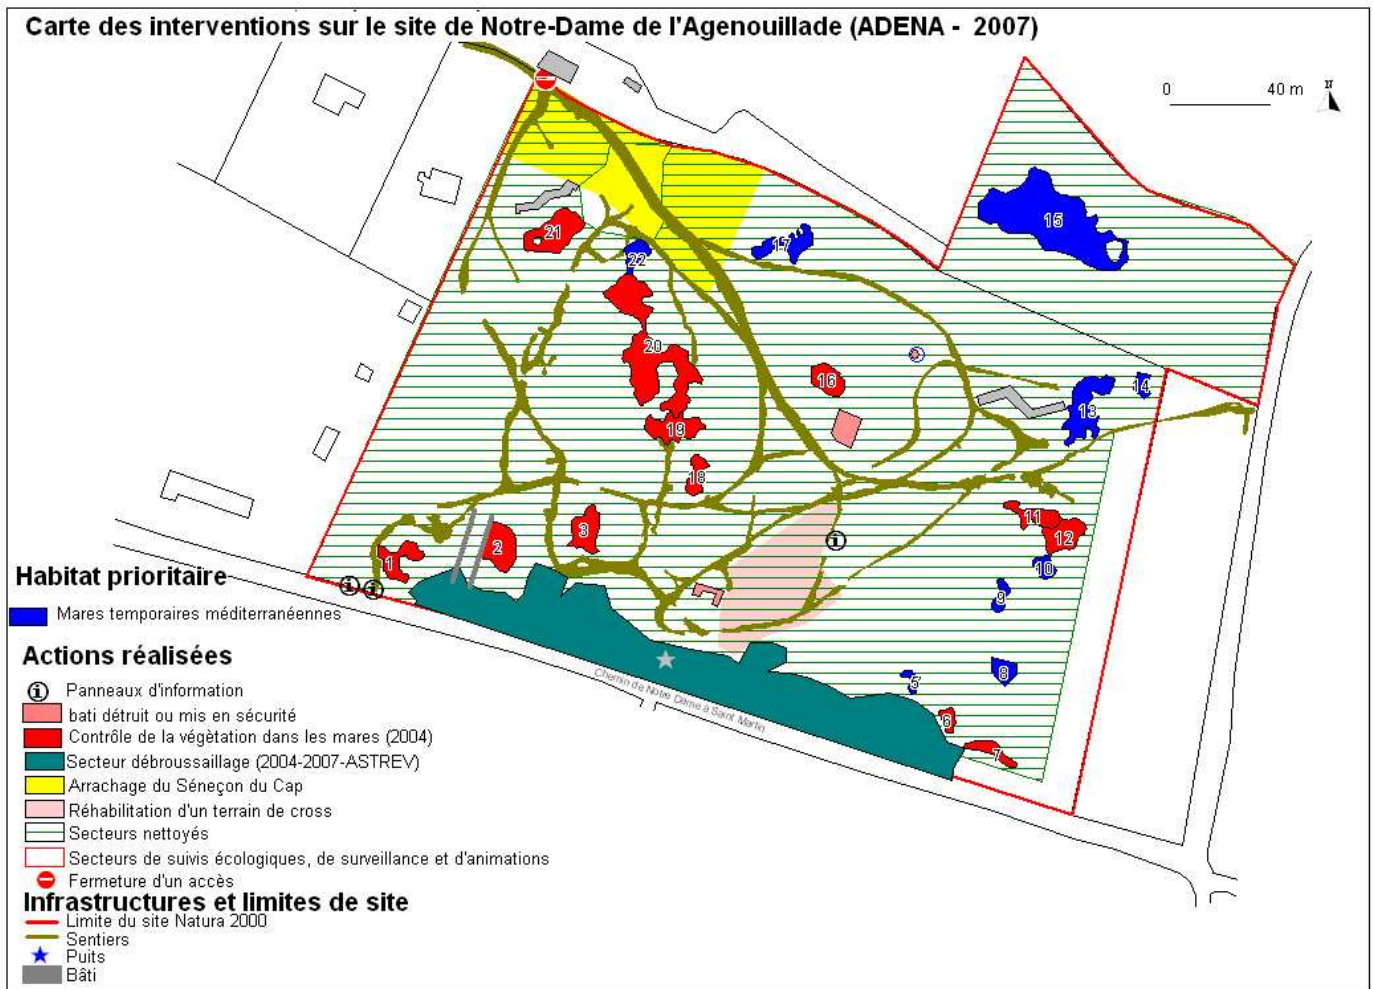 Carte des interventions sur le site de Notre-Dame de l'Agenouillade (ADENA - 2007)
0 40 m
N
15
21
17
22
20
16
14
13
19
18
11
3
12
2
1
10
9
8
5
6
7
Chemin de Notre Dame à Saint Martin
Habitat prioritaire
Mares temporaires méditerranéennes
Actions réalisées
Panneaux d'information
bati détruit ou mis en sécurité
Contrôle de la végètation dans les mares (2004)
Secteur débroussaillage (2004-2007-ASTREV)
Arrachage du Séneçon du Cap
Réhabilitation d'un terrain de cross
Secteurs nettoyés
Secteurs de suivis écologiques, de surveillance et d'animations
Fermeture d'un accès
Infrastructures et limites de site
Limite du site Natura 2000
Sentiers
Puits
Bâti